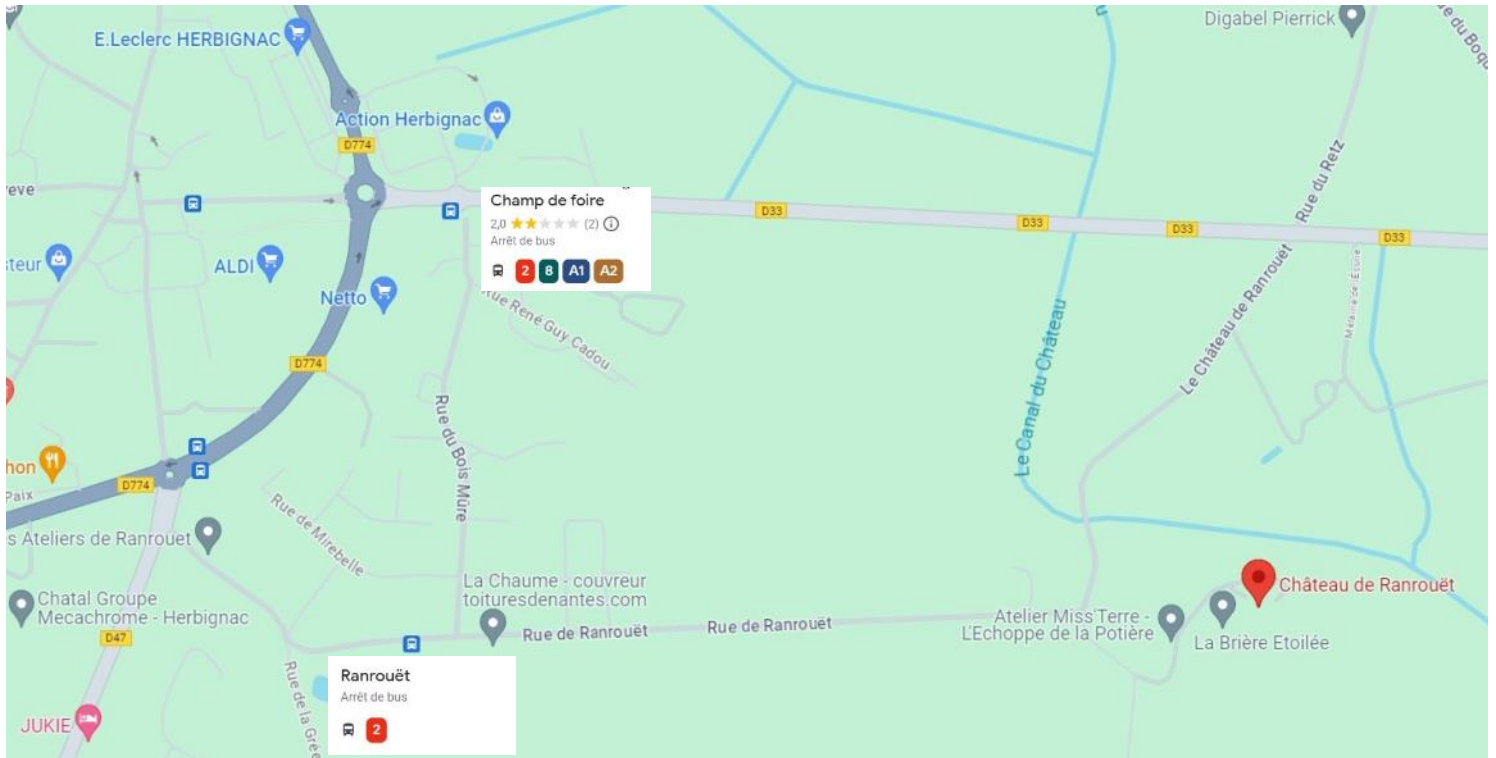 E.Leclerc HERBIGNAC
Digabel Pierrick
Action Herbignac
D774
Rue du Retz
Champ de foire
2,0 (2)
Arrêt de bus
2 8 A1 A2
D33
D33
D33
D33
ALDI
Netto
Rue René Guy Cadou
D774
Le Château de Ranrouët
Le Canal du Château
Rue du Bois Mûre
D774
Paix
s Ateliers de Ranrouet
Rue de Mirebelle
Chatal Groupe
Mecachrome - Herbignac
D47
La Chaume - couvreur
toituresdenantes.com
Rue de Ranrouët
Rue de Ranrouët
Atelier Miss'Terre -
L'Echoppe de la Potière
La Brière Etoilée
Château de Ranrouët
Ranrouët
Arrêt de bus
2
Rue de la Grée
JUKIE